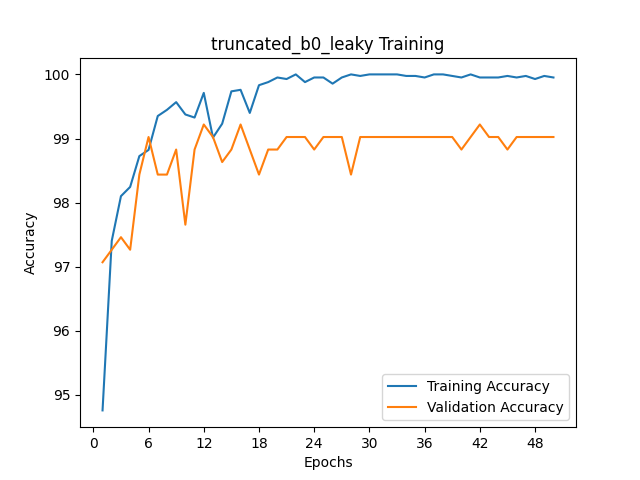 truncated_b0_leaky Training
100
99
98
97
96
95
Accuracy
0 6 12 18 24 30 36 42 48
Epochs
Training Accuracy
Validation Accuracy